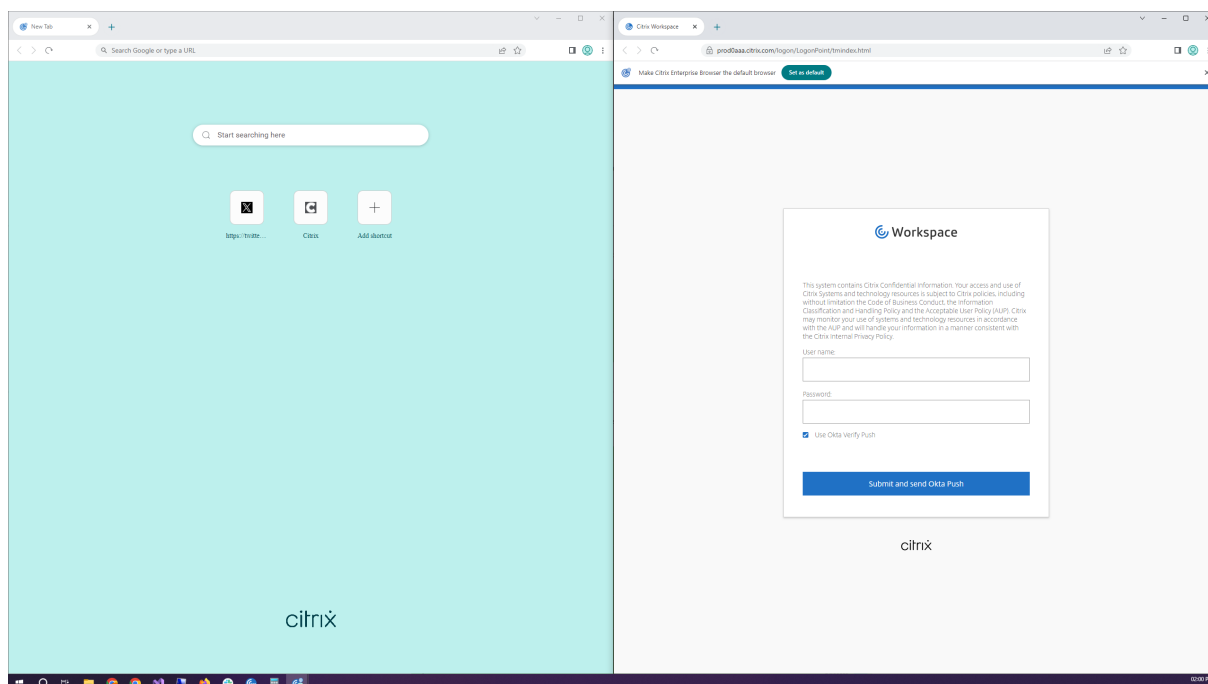 New Tab
Search Google or type a URL
Start searching here
https://twitte...
Citrix
Add shortcut
citrix
Citrix Workspace
prod0aaa.citrix.com/logon/LogonPoint/tmindex.html
Make Citrix Enterprise Browser the default browser
Set as default
Workspace
This system contains Citrix Confidential Information. Your access and use of
Citrix Systems and technology resources is subject to Citrix policies, including
without limitation the Code of Business Conduct, the Information
Classification and Handling Policy and the Acceptable User Policy (AUP). Citrix
may monitor your use of systems and technology resources in accordance
with the AUP and will handle your information in a manner consistent with
the Citrix Internal Privacy Policy.
User name:
Password:
Use Okta Verify Push
Submit and send Okta Push
citrix
02:00 P